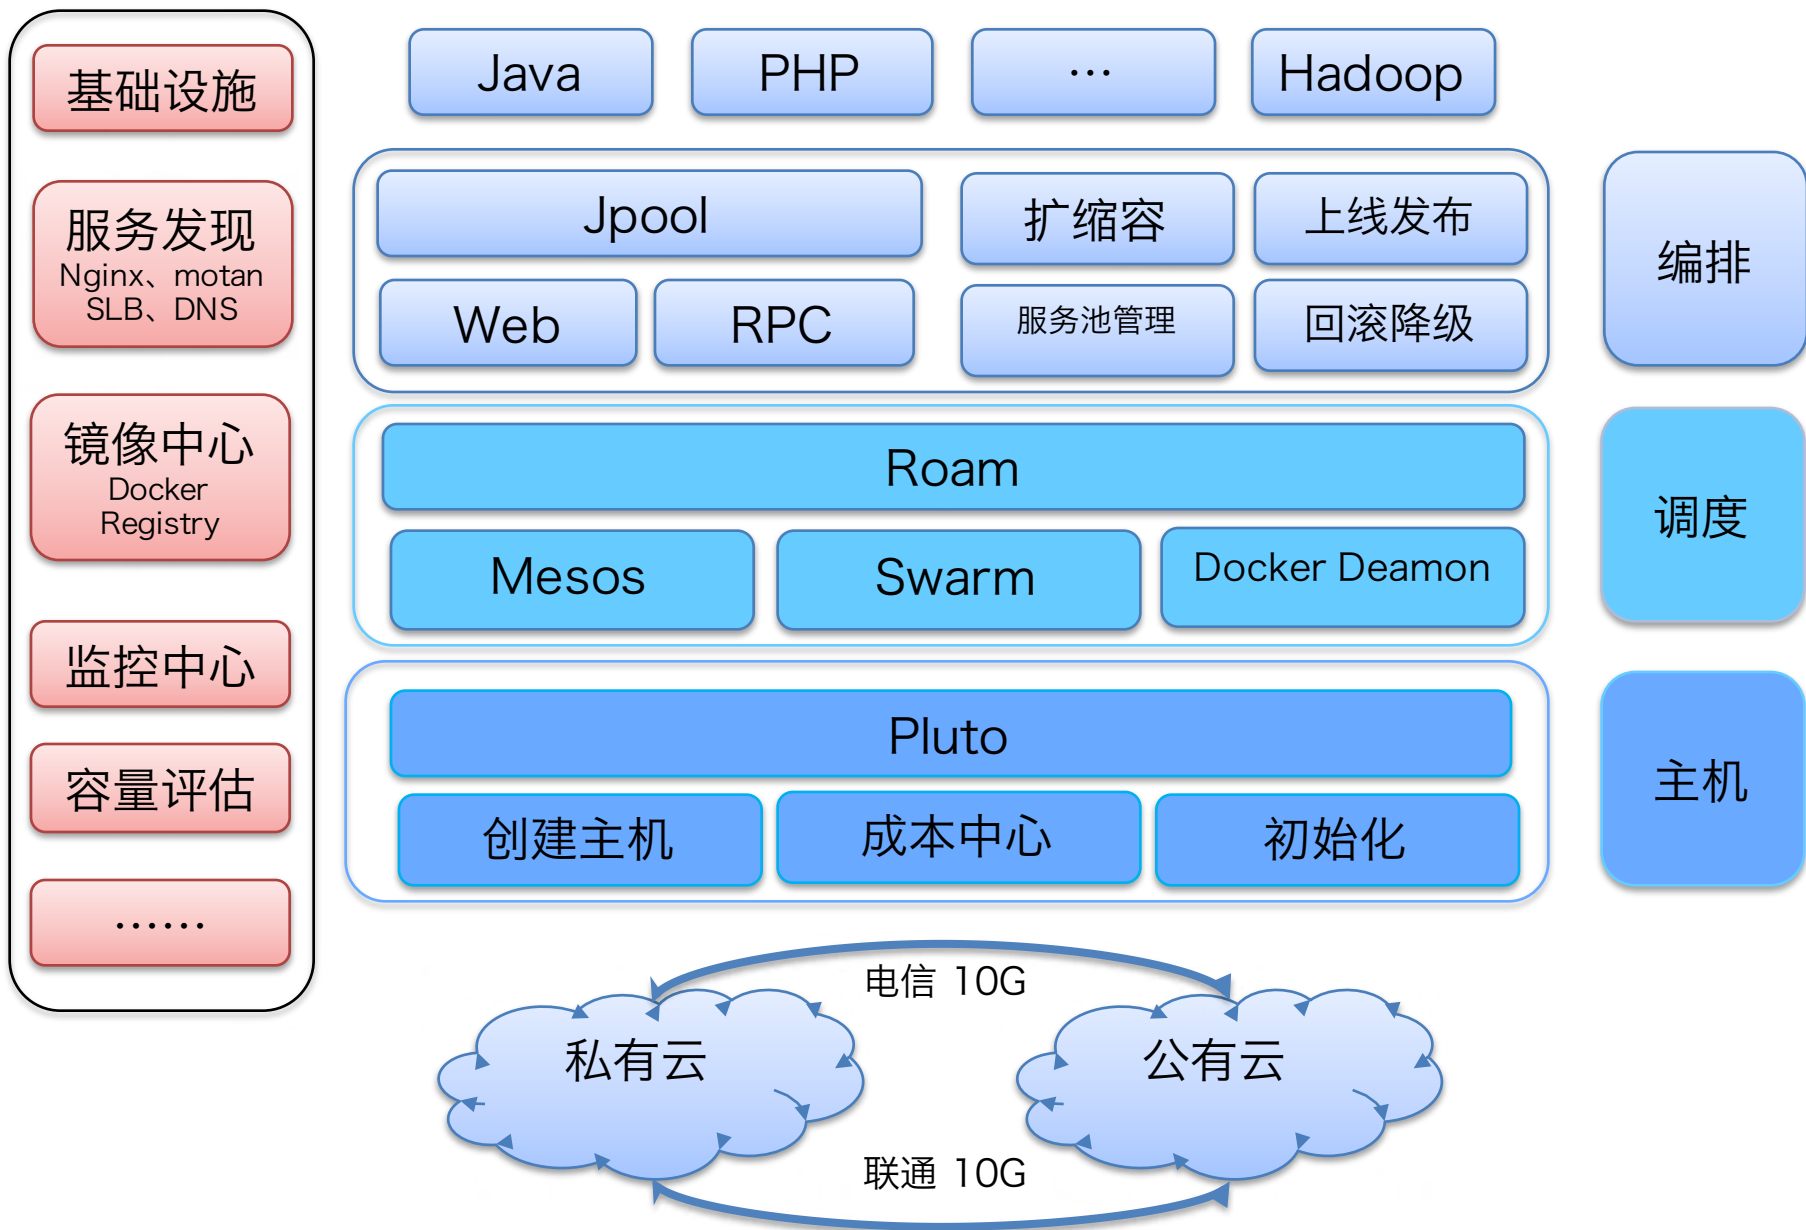 基础设施
服务发现
Nginx、motan
SLB、DNS
镜像中心
Docker
Registry
监控中心
容量评估
……
Java
PHP
…
Hadoop
Jpool
扩缩容
上线发布
Web
RPC
服务池管理
回滚降级
编排
Roam
Mesos
Swarm
Docker Deamon
调度
Pluto
创建主机
成本中心
初始化
主机
电信 10G
私有云
公有云
联通 10G